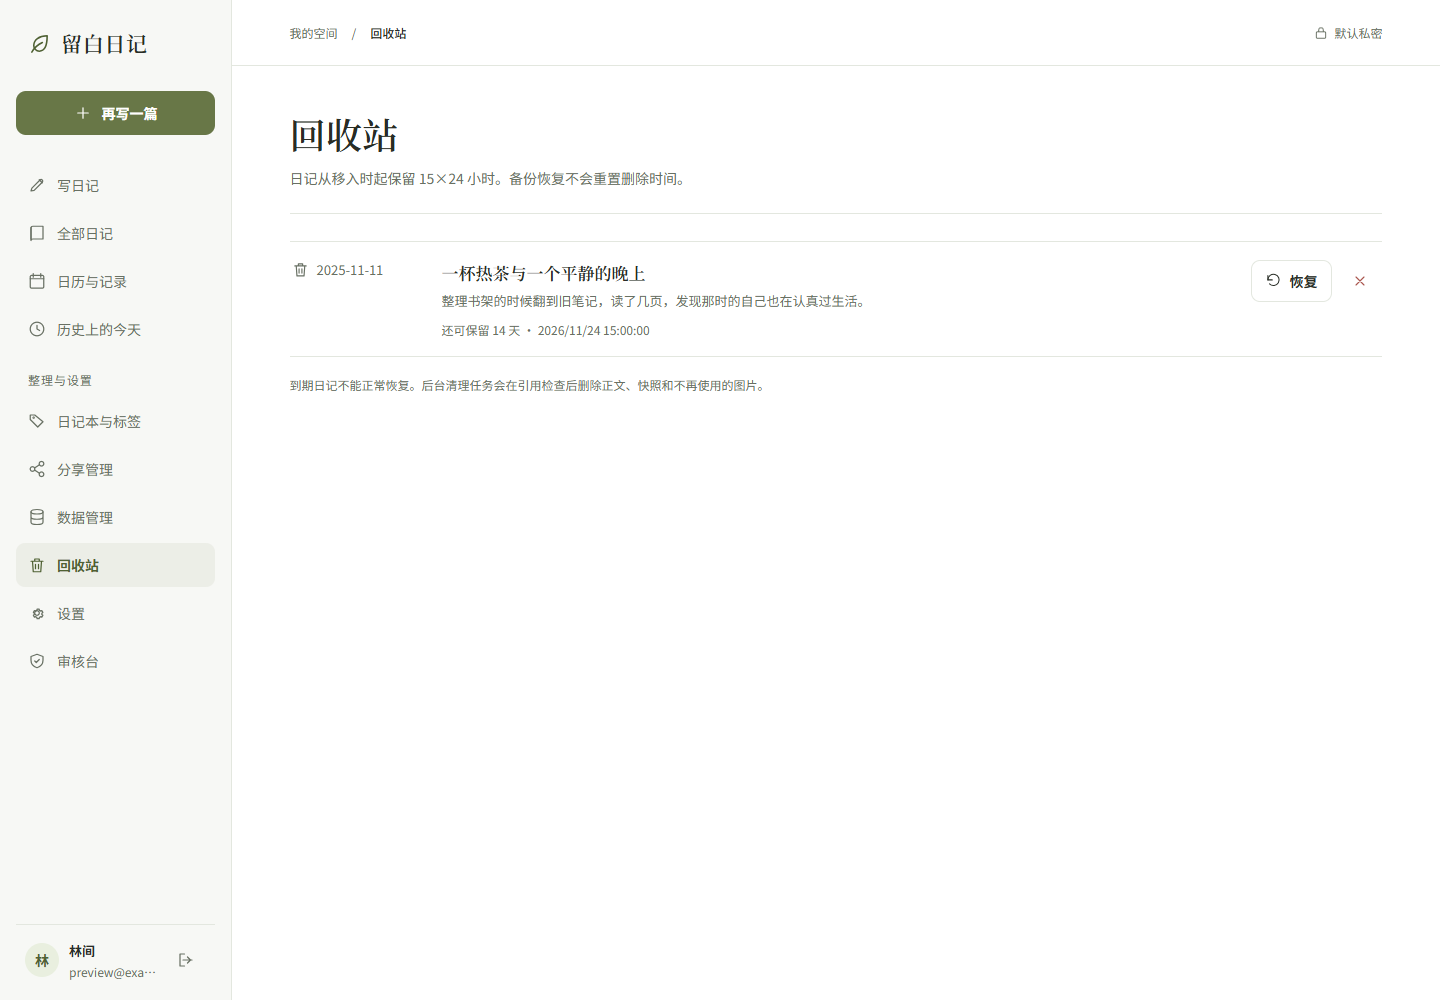 留白日记
再写一篇
写日记
全部日记
日历与记录
历史上的今天
整理与设置
日记本与标签
分享管理
数据管理
回收站
设置
审核台
林
林间
preview@exa···
我的空间 / 回收站
默认私密
回收站
日记从移入时起保留 15×24 小时。备份恢复不会重置删除时间。
2025-11-11
一杯热茶与一个平静的晚上
整理书架的时候翻到旧笔记，读了几页，发现那时的自己也在认真过生活。
还可保留 14 天 · 2026/11/24 15:00:00
恢复
到期日记不能正常恢复。后台清理任务会在引用检查后删除正文、快照和不再使用的图片。